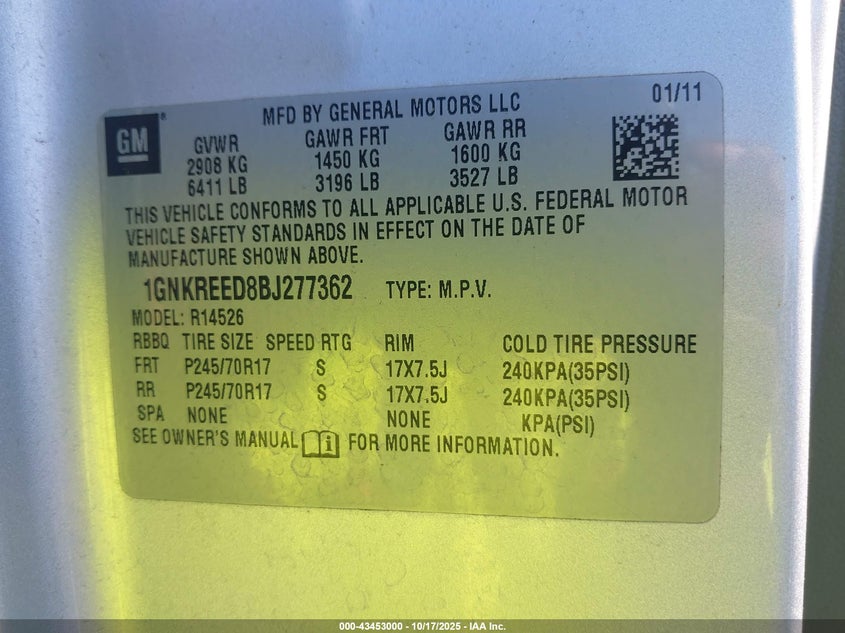 MFD BY GENERAL MOTORS LLC 01/11
GM ®
GVWR GAWR FRT GAWR RR
2908 KG 1450 KG 1600 KG
6411 LB 3196 LB 3527 LB
THIS VEHICLE CONFORMS TO ALL APPLICABLE U.S. FEDERAL MOTOR
VEHICLE SAFETY STANDARDS IN EFFECT ON THE DATE OF
MANUFACTURE SHOWN ABOVE.
1GNKREED8BJ277362 TYPE: M.P.V.
MODEL: R14526
RBBQ TIRE SIZE SPEED RTG RIM COLD TIRE PRESSURE
FRT P245/70R17 S 17X7.5J 240KPA(35PSI)
RR P245/70R17 S 17X7.5J 240KPA(35PSI)
SPA NONE NONE KPA(PSI)
SEE OWNER'S MANUAL FOR MORE INFORMATION.
000-43453000 - 10/17/2025 - IAA Inc.